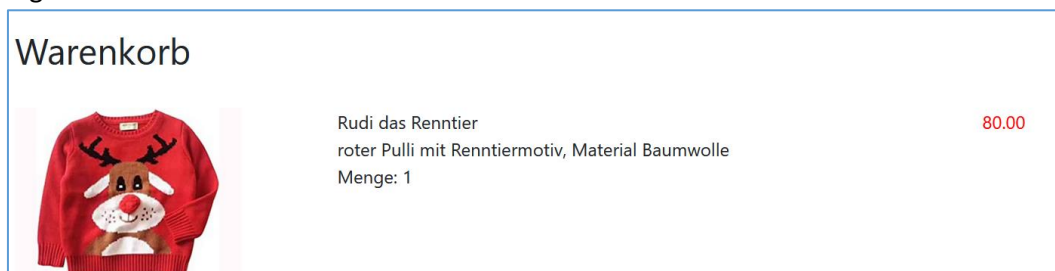 Warenkorb
Rudi das Renntier
80.00
roter Pulli mit Renntiermotiv, Material Baumwolle
Menge: 1